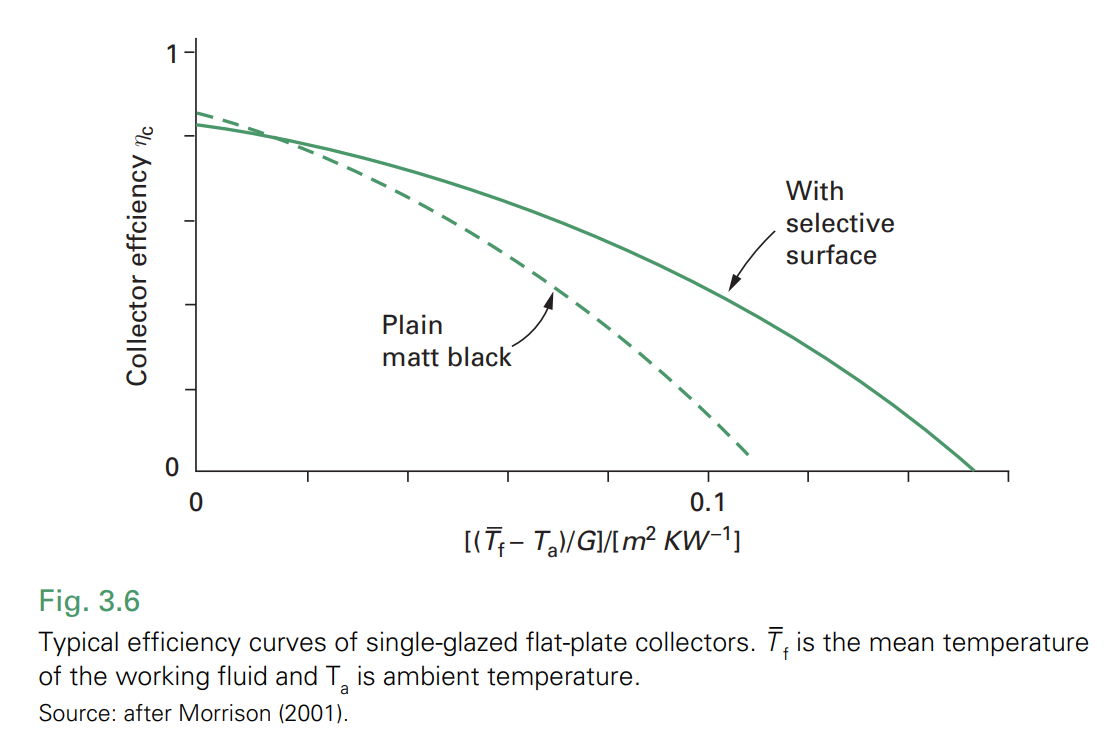 1
Collector effciency ηc
With
selective
surface
Plain
matt black
0
0
0.1
[(T̅f – Ta)/G]/[m² KW⁻¹]
Fig. 3.6
Typical efficiency curves of single-glazed flat-plate collectors. T̅f is the mean temperature
of the working fluid and Ta is ambient temperature.
Source: after Morrison (2001).